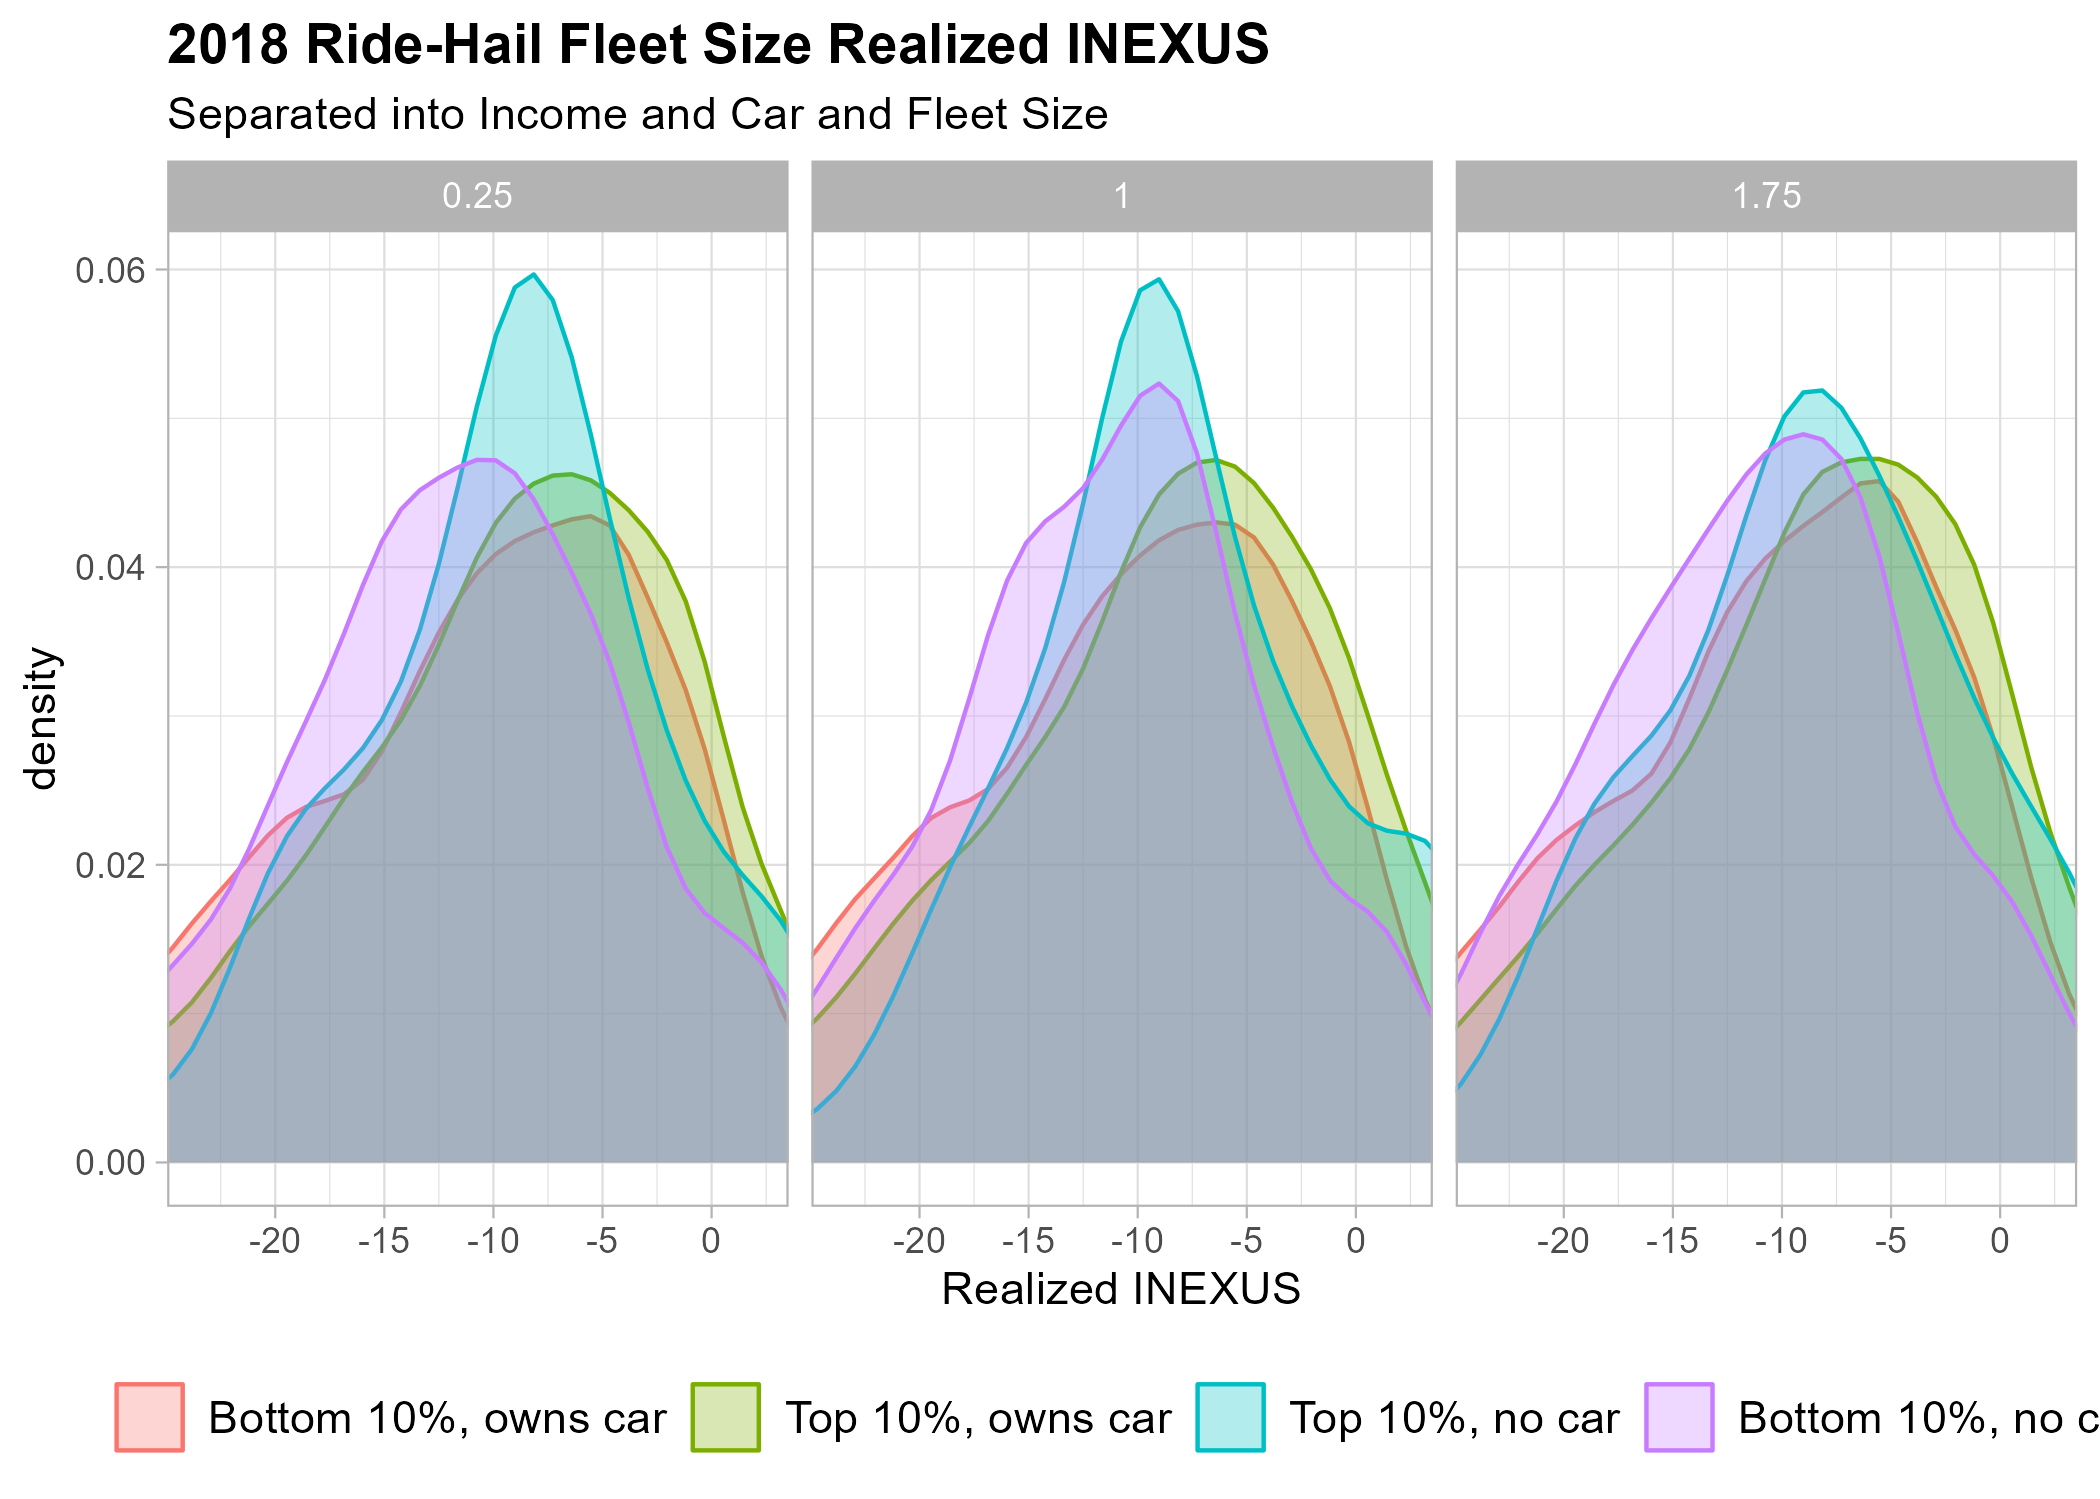 2018 Ride-Hail Fleet Size Realized INEXUS
Separated into Income and Car and Fleet Size
0.25 1 1.75
0.06
0.04
0.02
0.00
density
-20 -15 -10 -5 0 -20 -15 -10 -5 0 -20 -15 -10 -5 0
Realized INEXUS
Bottom 10%, owns car Top 10%, owns car Top 10%, no car Bottom 10%, no c